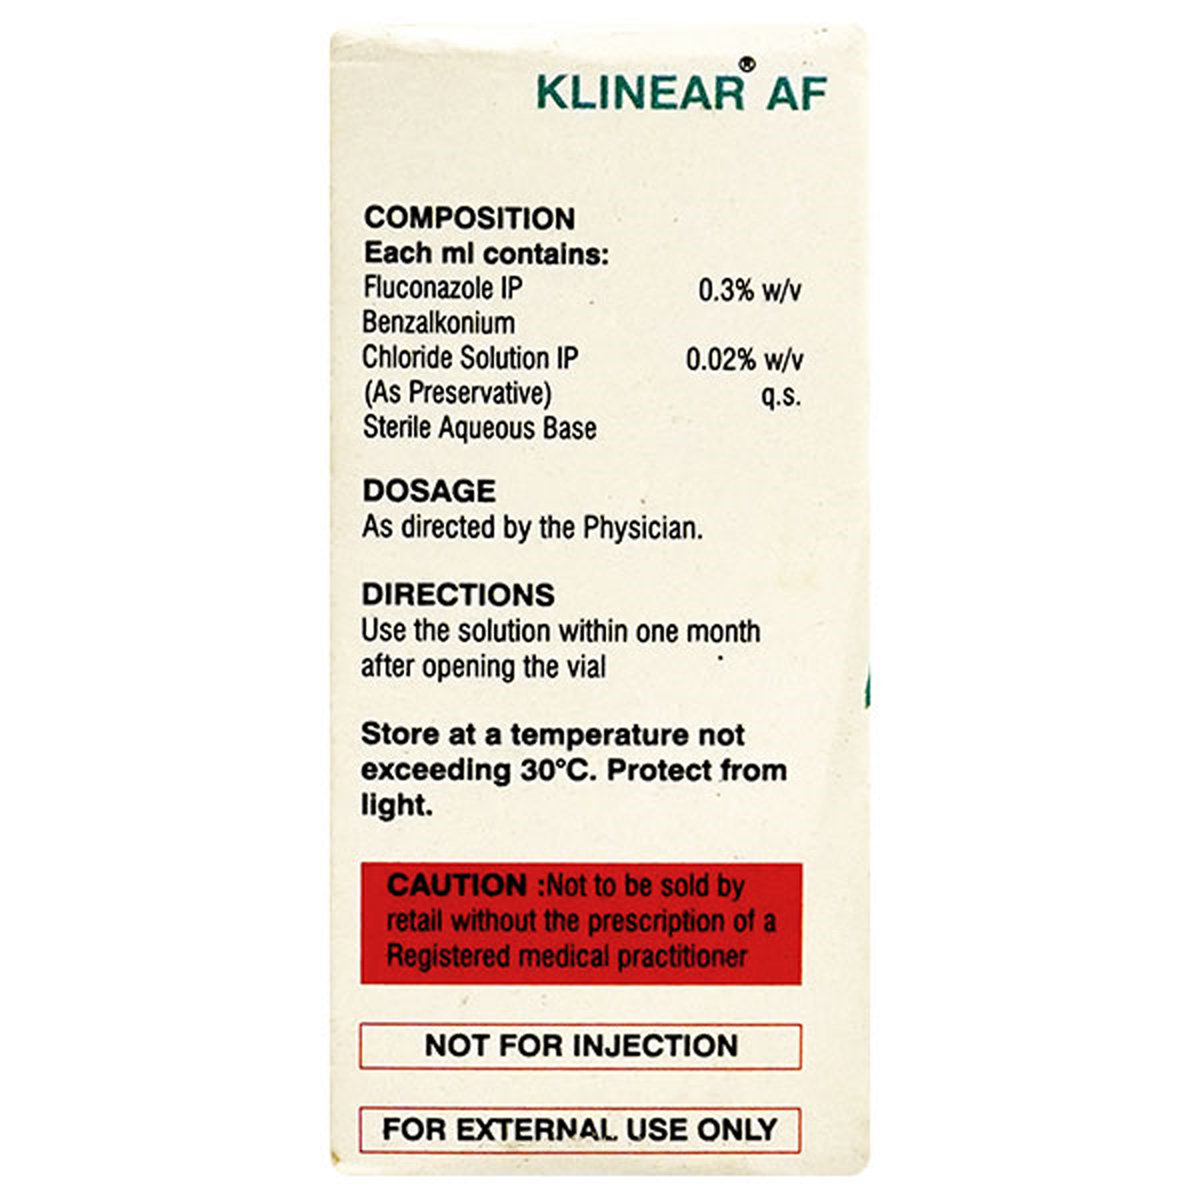 KLINEAR® AF
COMPOSITION
Each ml contains:
Fluconazole IP 0.3% w/v
Benzalkonium
Chloride Solution IP 0.02% w/v
(As Preservative) q.s.
Sterile Aqueous Base
DOSAGE
As directed by the Physician.
DIRECTIONS
Use the solution within one month
after opening the vial
Store at a temperature not
exceeding 30°C. Protect from
light.
CAUTION :Not to be sold by
retail without the prescription of a
Registered medical practitioner
NOT FOR INJECTION
FOR EXTERNAL USE ONLY